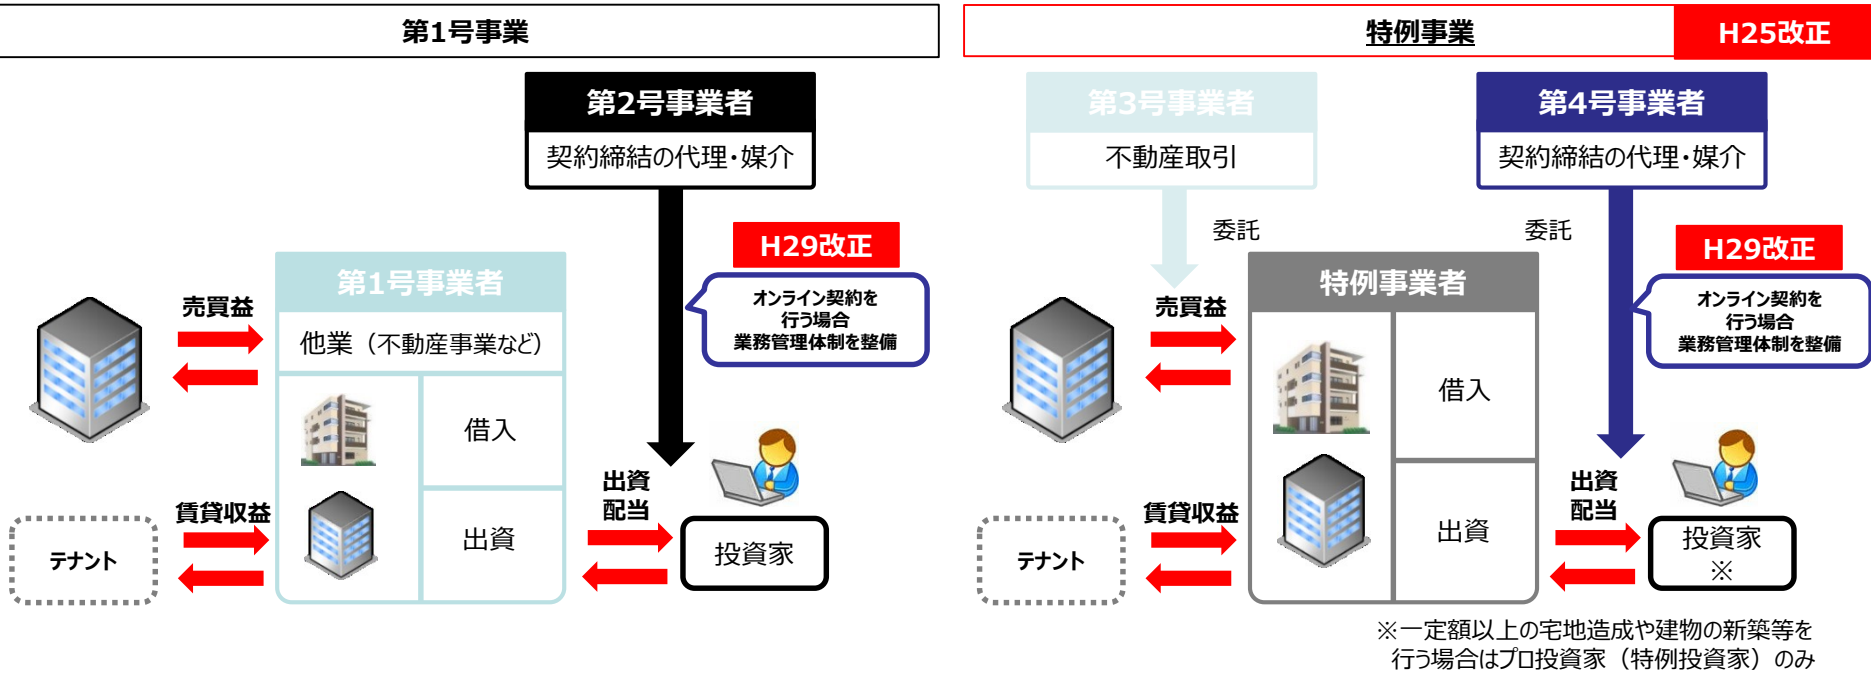 第1号事業
第2号事業者
契約締結の代理・媒介
H29改正
オンライン契約を
行う場合
業務管理体制を整備
第1号事業者
他業（不動産事業など）
借入
出資
売買益
賃貸収益
テナント
出資
配当
投資家
特例事業
H25改正
第3号事業者
不動産取引
第4号事業者
契約締結の代理・媒介
委託
委託
H29改正
オンライン契約を
行う場合
業務管理体制を整備
特例事業者
借入
出資
売買益
賃貸収益
テナント
出資
配当
投資家
※
※一定額以上の宅地造成や建物の新築等を
行う場合はプロ投資家（特例投資家）のみ